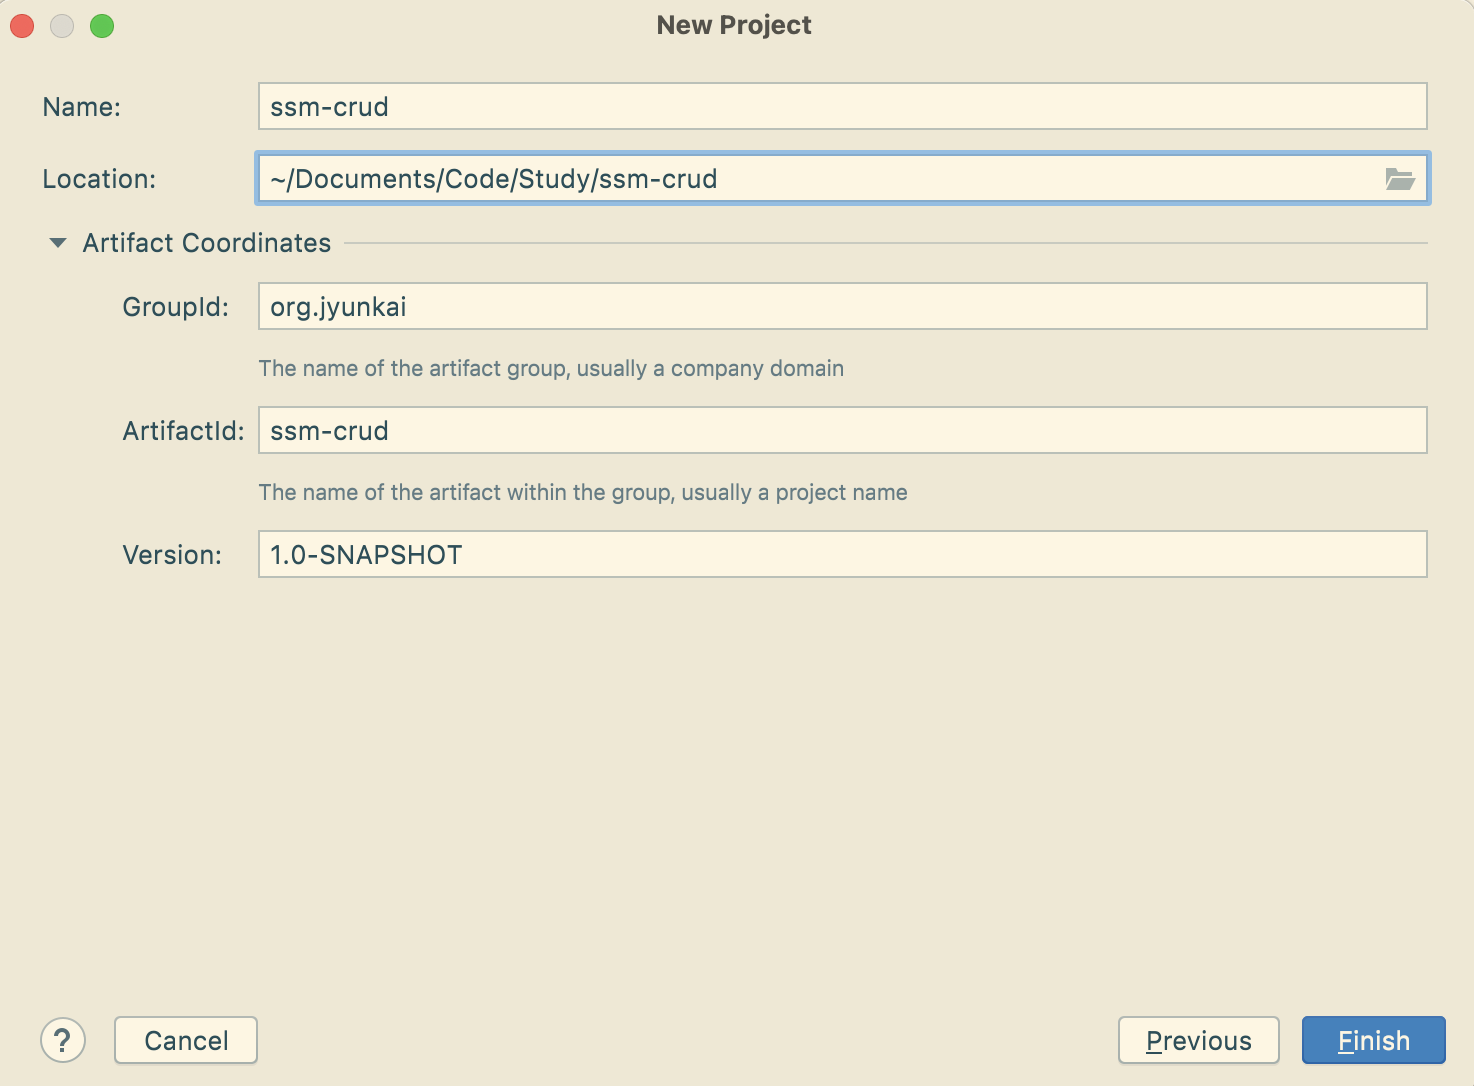 New Project
Name: ssm-crud
Location: ~/Documents/Code/Study/ssm-crud
Artifact Coordinates
GroupId: org.jyunkai
The name of the artifact group, usually a company domain
ArtifactId: ssm-crud
The name of the artifact within the group, usually a project name
Version: 1.0-SNAPSHOT
? Cancel Previous Finish